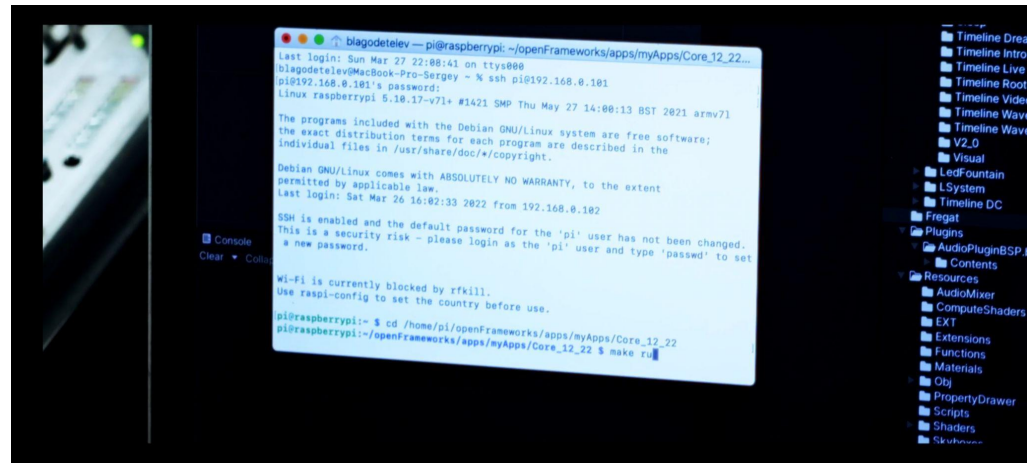 blagodetelev — pi@raspberrypi: ~/openFrameworks/apps/myApps/Core_12_22...
Last login: Sun Mar 27 22:08:41 on ttys000
[blagodetelev@MacBook-Pro-Sergey ~ % ssh pi@192.168.0.101
[pi@192.168.0.101's password:
Linux raspberrypi 5.10.17-v7l+ #1421 SMP Thu May 27 14:00:13 BST 2021 armv7l
The programs included with the Debian GNU/Linux system are free software;
the exact distribution terms for each program are described in the
individual files in /usr/share/doc/*/copyright.
Debian GNU/Linux comes with ABSOLUTELY NO WARRANTY, to the extent
permitted by applicable law.
Last login: Sat Mar 26 16:02:33 2022 from 192.168.0.102
SSH is enabled and the default password for the 'pi' user has not been changed.
This is a security risk - please login as the 'pi' user and type 'passwd' to set
a new password.
Wi-Fi is currently blocked by rfkill.
Use raspi-config to set the country before use.
[pi@raspberrypi:~ $ cd /home/pi/openFrameworks/apps/myApps/Core_12_22
pi@raspberrypi:~/openFrameworks/apps/myApps/Core_12_22 $ make ru
Console
Clear
Timeline Drea
Timeline Intro
Timeline Live
Timeline Root
Timeline Vide
Timeline Wave
Timeline Wave
V2_0
Visual
LedFountain
LSystem
Timeline DC
Fregat
Plugins
AudioPluginBSP.
Contents
Resources
AudioMixer
ComputeShaders
EXT
Extensions
Functions
Materials
Obj
PropertyDrawer
Scripts
Shaders
Skyboxes